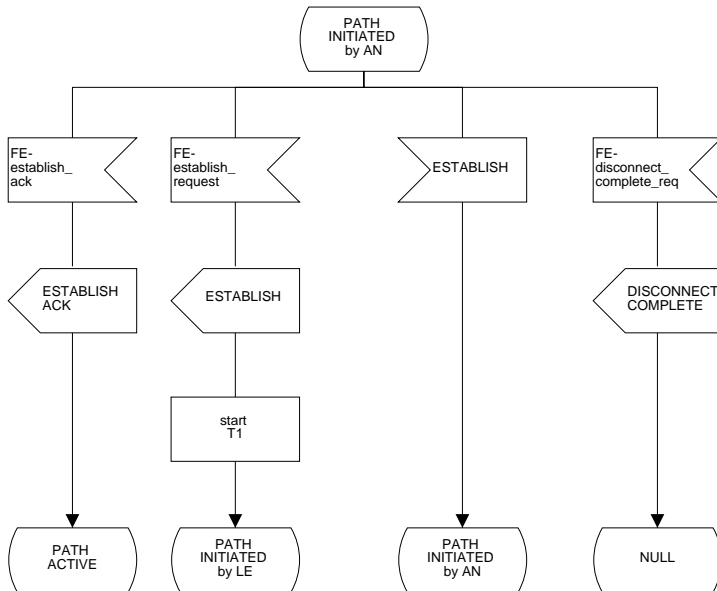 PATH
INITIATED
by AN
FE-
establish_
ack
FE-
establish_
request
ESTABLISH
FE-
disconnect_
complete_req
ESTABLISH
ACK
ESTABLISH
DISCONNECT
COMPLETE
start
T1
PATH
ACTIVE
PATH
INITIATED
by LE
PATH
INITIATED
by AN
NULL